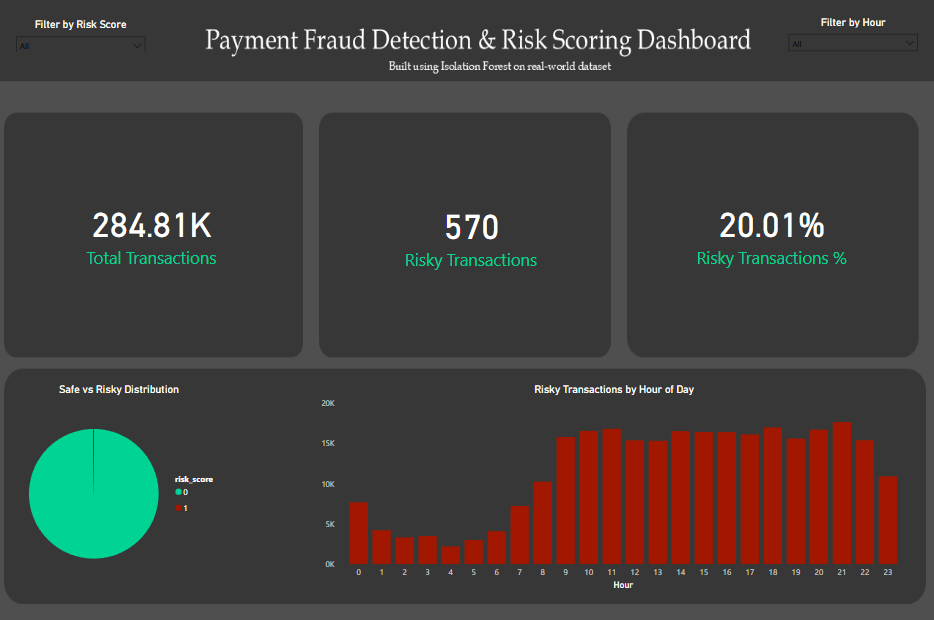 Filter by Risk Score
All
Payment Fraud Detection & Risk Scoring Dashboard
Built using Isolation Forest on real-world dataset
Filter by Hour
All
284.81K
Total Transactions
570
Risky Transactions
20.01%
Risky Transactions %
Safe vs Risky Distribution
risk_score
0
1
Risky Transactions by Hour of Day
20K
15K
10K
5K
0K
0 1 2 3 4 5 6 7 8 9 10 11 12 13 14 15 16 17 18 19 20 21 22 23
Hour